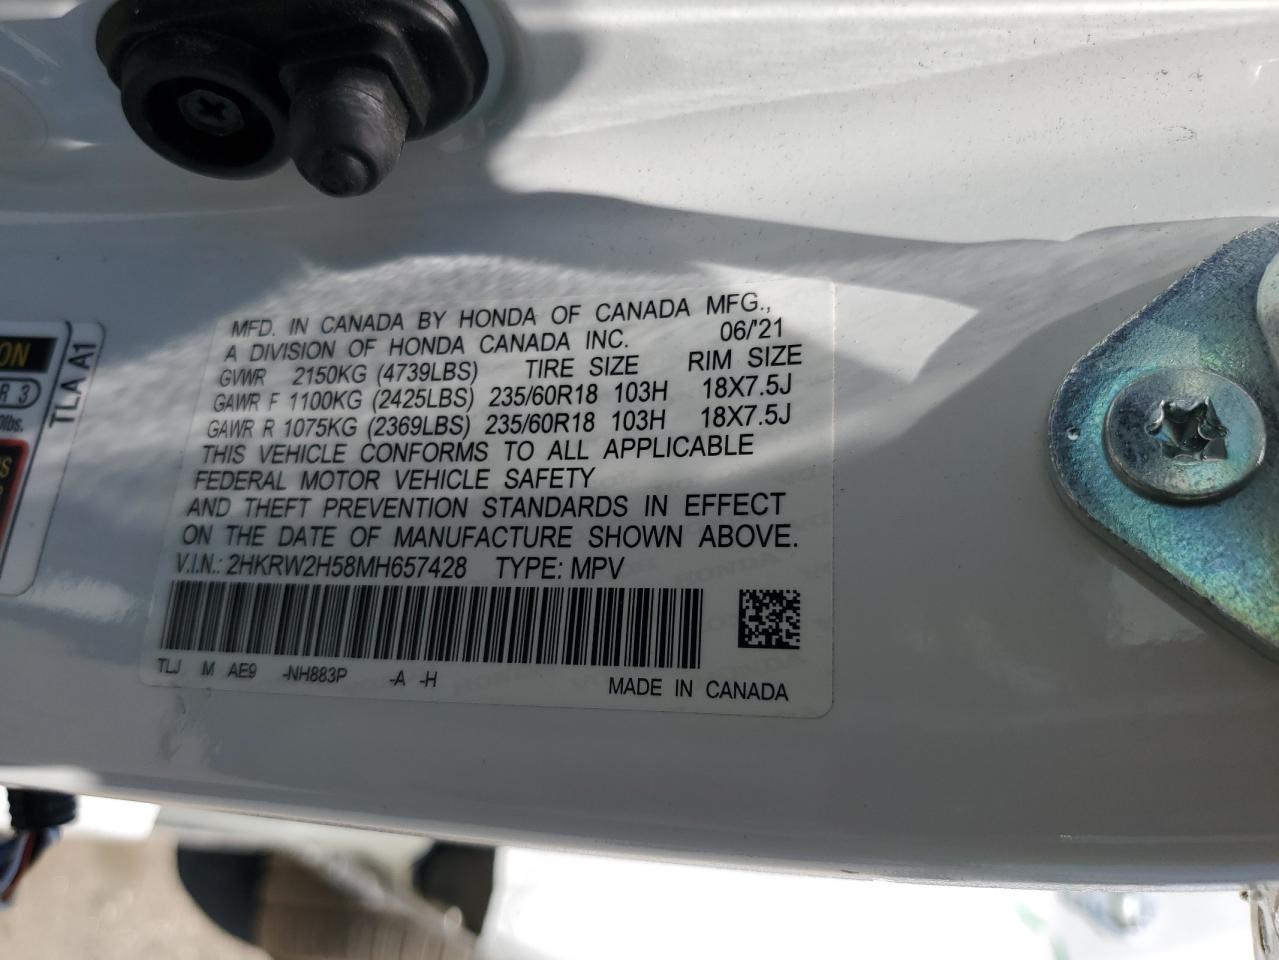 MFD. IN CANADA BY HONDA OF CANADA MFG.,
A DIVISION OF HONDA CANADA INC. 06/'21
GVWR 2150KG (4739LBS) TIRE SIZE RIM SIZE
GAWR F 1100KG (2425LBS) 235/60R18 103H 18X7.5J
GAWR R 1075KG (2369LBS) 235/60R18 103H 18X7.5J
THIS VEHICLE CONFORMS TO ALL APPLICABLE
FEDERAL MOTOR VEHICLE SAFETY
AND THEFT PREVENTION STANDARDS IN EFFECT
ON THE DATE OF MANUFACTURE SHOWN ABOVE.
V.I.N.: 2HKRW2H58MH657428 TYPE: MPV
TLJ M AE9 -NH883P -A -H
MADE IN CANADA
TLA A1
ON
R 3
lbs.